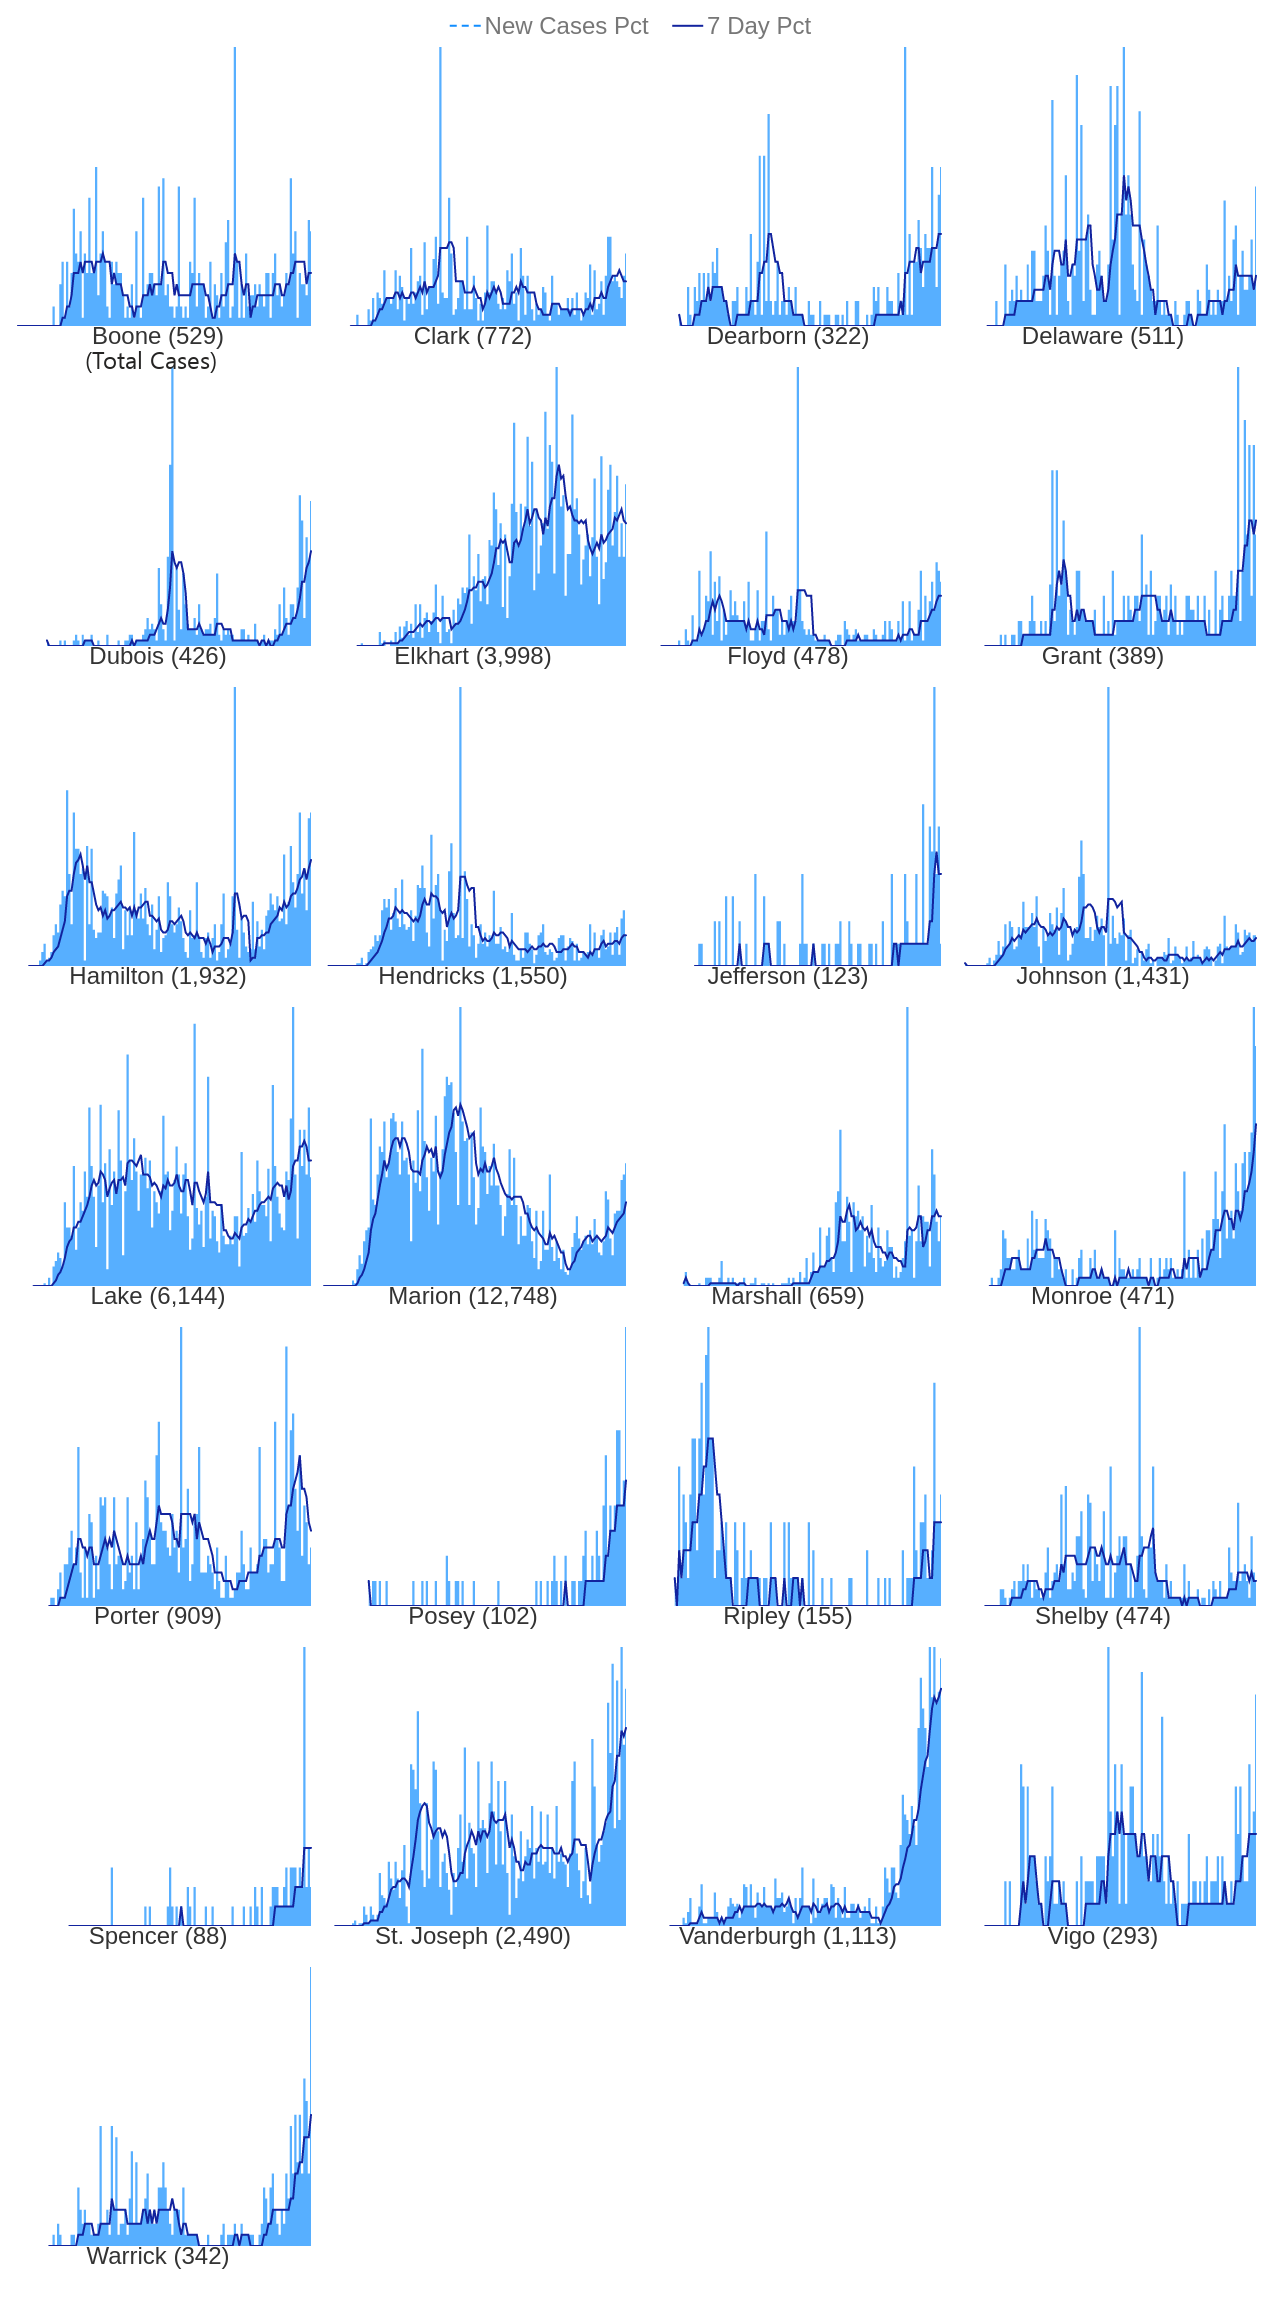 New Cases Pct 7 Day Pct
Boone (529) Clark (772) Dearborn (322) Delaware (511)
(Total Cases)
Dubois (426) Elkhart (3,998) Floyd (478) Grant (389)
Hamilton (1,932) Hendricks (1,550) Jefferson (123) Johnson (1,431)
Lake (6,144) Marion (12,748) Marshall (659) Monroe (471)
Porter (909) Posey (102) Ripley (155) Shelby (474)
Spencer (88) St. Joseph (2,490) Vanderburgh (1,113) Vigo (293)
Warrick (342)